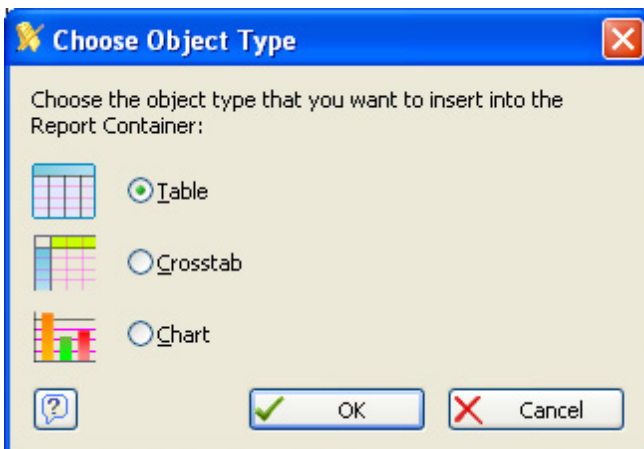 Choose Object Type
Choose the object type that you want to insert into the
Report Container:
Table
Crosstab
Chart
OK
Cancel